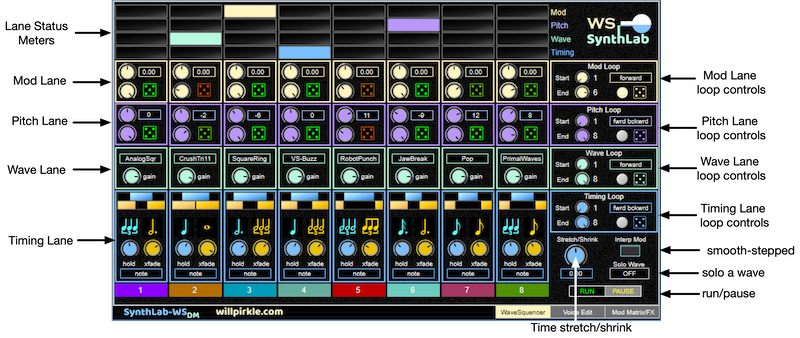 Lane Status
Meters
Mod Lane
Pitch Lane
Wave Lane
Timing Lane
Mod
Pitch
Wave
Timing
WS
SynthLab
0.00 0.00 0.00 0.00 0.00 0.00 0.00 0.00
Mod Loop
Start 1 forward
End 6
0 -2 -6 0 11 -9 12 8
Pitch Loop
Start 1 fwrd bckwrd
End 8
AnalogSqr CrushTri11 SquareRing VS-Buzz RobotPunch JawBreak Pop PrimalWaves
gain gain gain gain gain gain gain gain
Wave Loop
Start 1 forward
End 8
Timing Loop
Start 1 fwrd bckwrd
End 8
hold xfade hold xfade hold xfade hold xfade hold xfade hold xfade hold xfade hold xfade
note note note note note note note note
Stretch/Shrink Interp Mod
Solo Wave
0.00 OFF
1 2 3 4 5 6 7 8
RUN PAUSE
SynthLab-WS DM willpirkle.com
WaveSquencer Voice Edit Mod Matrix/FX
Mod Lane
loop controls
Pitch Lane
loop controls
Wave Lane
loop controls
Timing Lane
loop controls
smooth-stepped
solo a wave
run/pause
Time stretch/shrink